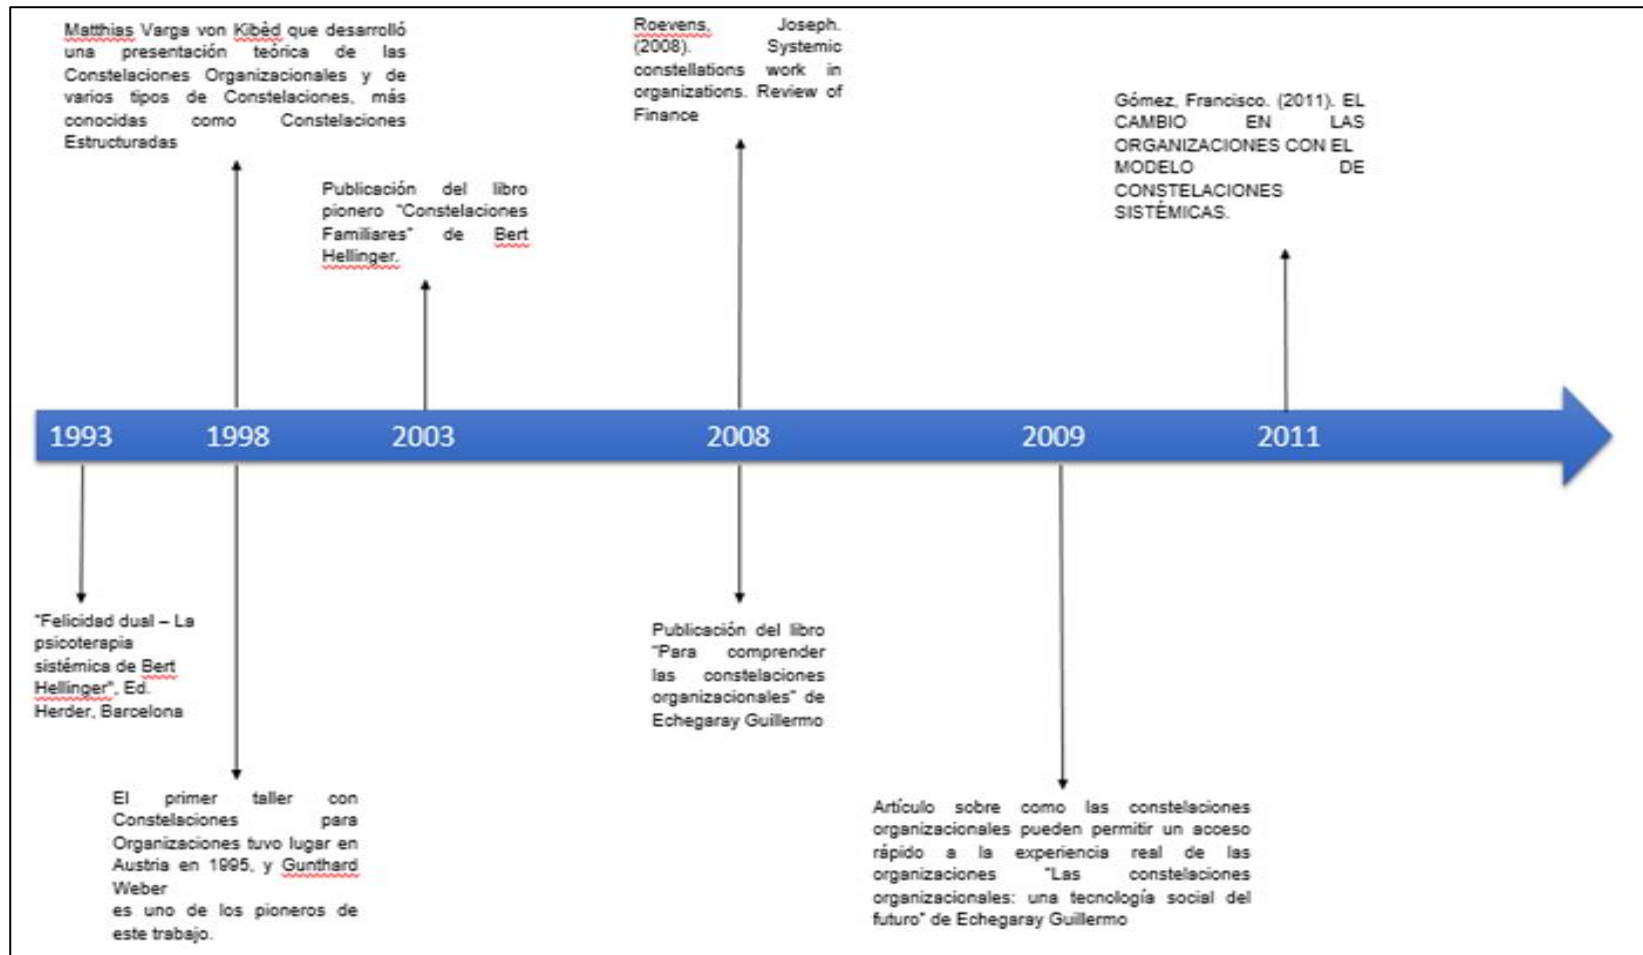 Matthias Varga von Kibèd que desarrolló
una presentación teórica de las
Constelaciones Organizacionales y de
varios tipos de Constelaciones, más
conocidas como Constelaciones
Estructuradas
Publicación del libro
pionero "Constelaciones
Familiares" de Bert
Hellinger.
Roevens, Joseph.
(2008). Systemic
constellations work in
organizations. Review of
Finance
Gómez, Francisco. (2011). EL
CAMBIO EN LAS
ORGANIZACIONES CON EL
MODELO DE
CONSTELACIONES
SISTÉMICAS.
1993 1998 2003 2008 2009 2011
"Felicidad dual – La
psicoterapia
sistémica de Bert
Hellinger", Ed.
Herder, Barcelona
El primer taller con
Constelaciones para
Organizaciones tuvo lugar en
Austria en 1995, y Gunthard
Weber
es uno de los pioneros de
este trabajo.
Publicación del libro
"Para comprender
las constelaciones
organizacionales" de
Echegaray Guillermo
Artículo sobre como las constelaciones
organizacionales pueden permitir un acceso
rápido a la experiencia real de las
organizaciones "Las constelaciones
organizacionales: una tecnología social del
futuro" de Echegaray Guillermo